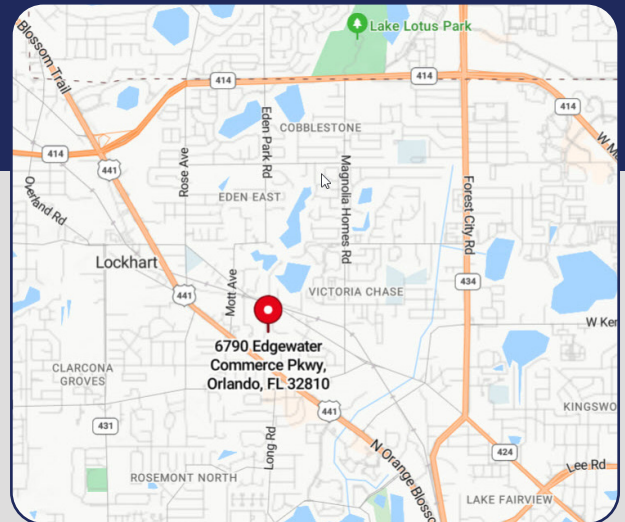 Blossom Trail
Lake Lotus Park
414
414
414
414
441
Eden Park Rd
COBBLESTONE
Rose Ave
Magnolia Homes Rd
Forest City Rd
Overland Rd
EDEN EAST
Lockhart
Mott Ave
441
VICTORIA CHASE
434
6790 Edgewater
Commerce Pkwy,
Orlando, FL 32810
CLARCONA
GROVES
441
431
Long Rd
N Orange Blosso
KINGSWO
424
Lee Rd
ROSEMONT NORTH
LAKE FAIRVIEW
W Ker